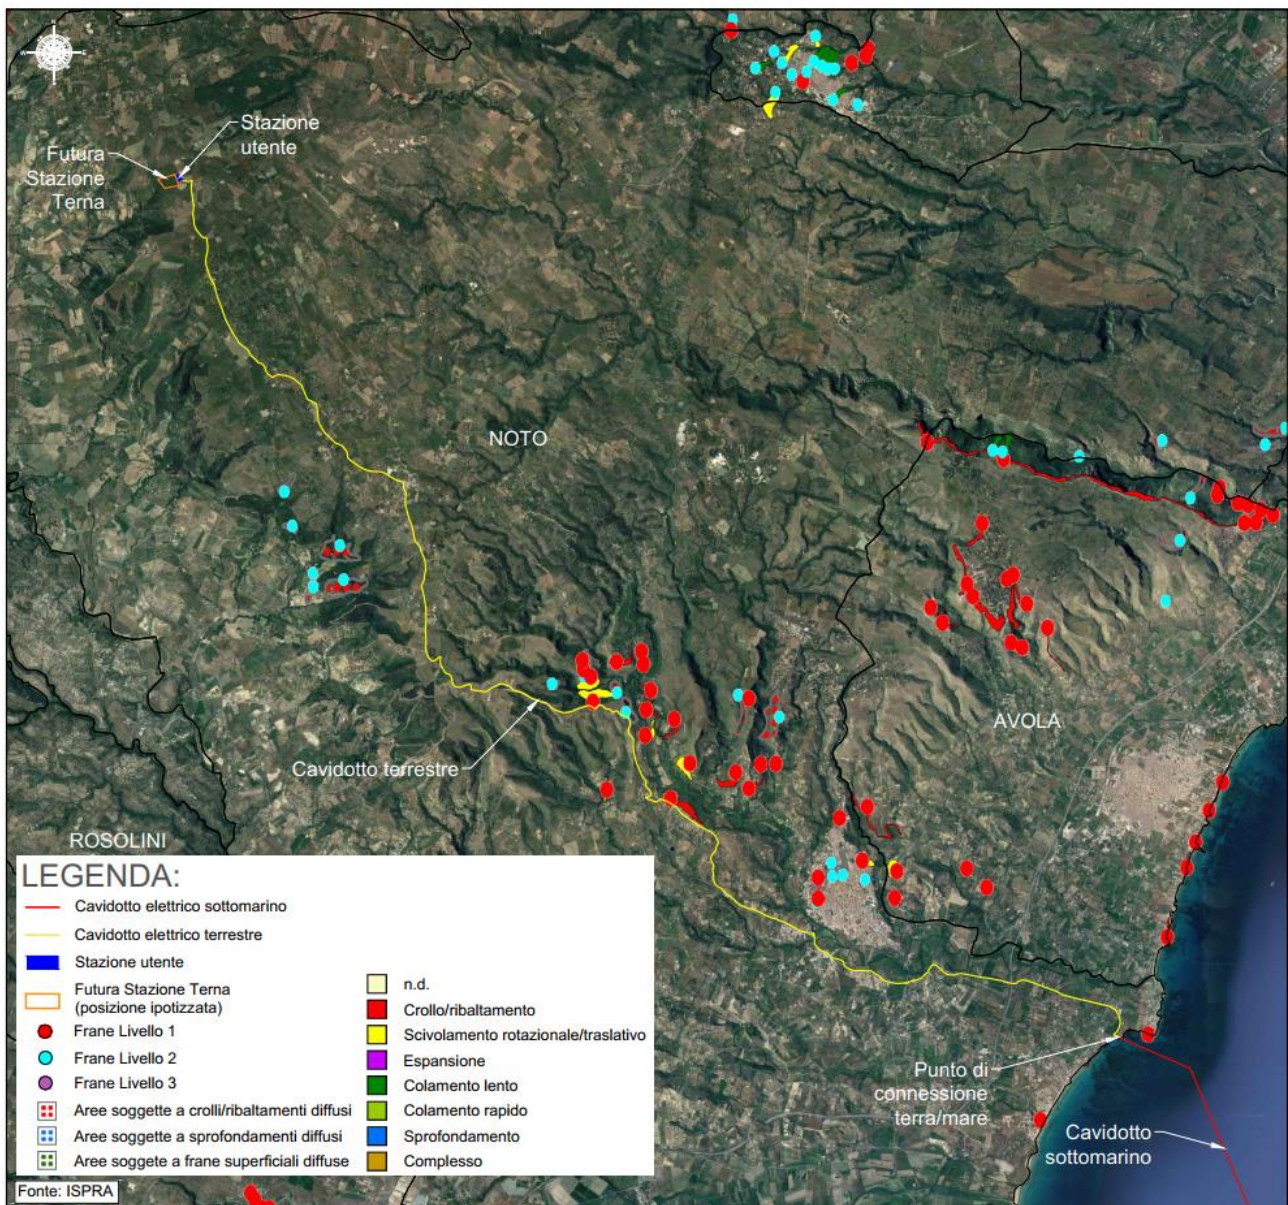 N
W
E
S
Stazione
utente
Futura
Stazione
Terna
NOTO
AVOLA
Cavidotto terrestre
ROSOLINI
Punto di
connessione
terra/mare
Cavidotto
sottomarino
LEGENDA:
Cavidotto elettrico sottomarino
Cavidotto elettrico terrestre
Stazione utente
Futura Stazione Terna
(posizione ipotizzata)
Frane Livello 1
Frane Livello 2
Frane Livello 3
Aree soggette a crolli/ribaltamenti diffusi
Aree soggette a sprofondamenti diffusi
Aree soggete a frane superficiali diffuse
n.d.
Crollo/ribaltamento
Scivolamento rotazionale/traslativo
Espansione
Colamento lento
Colamento rapido
Sprofondamento
Complesso
Fonte: ISPRA